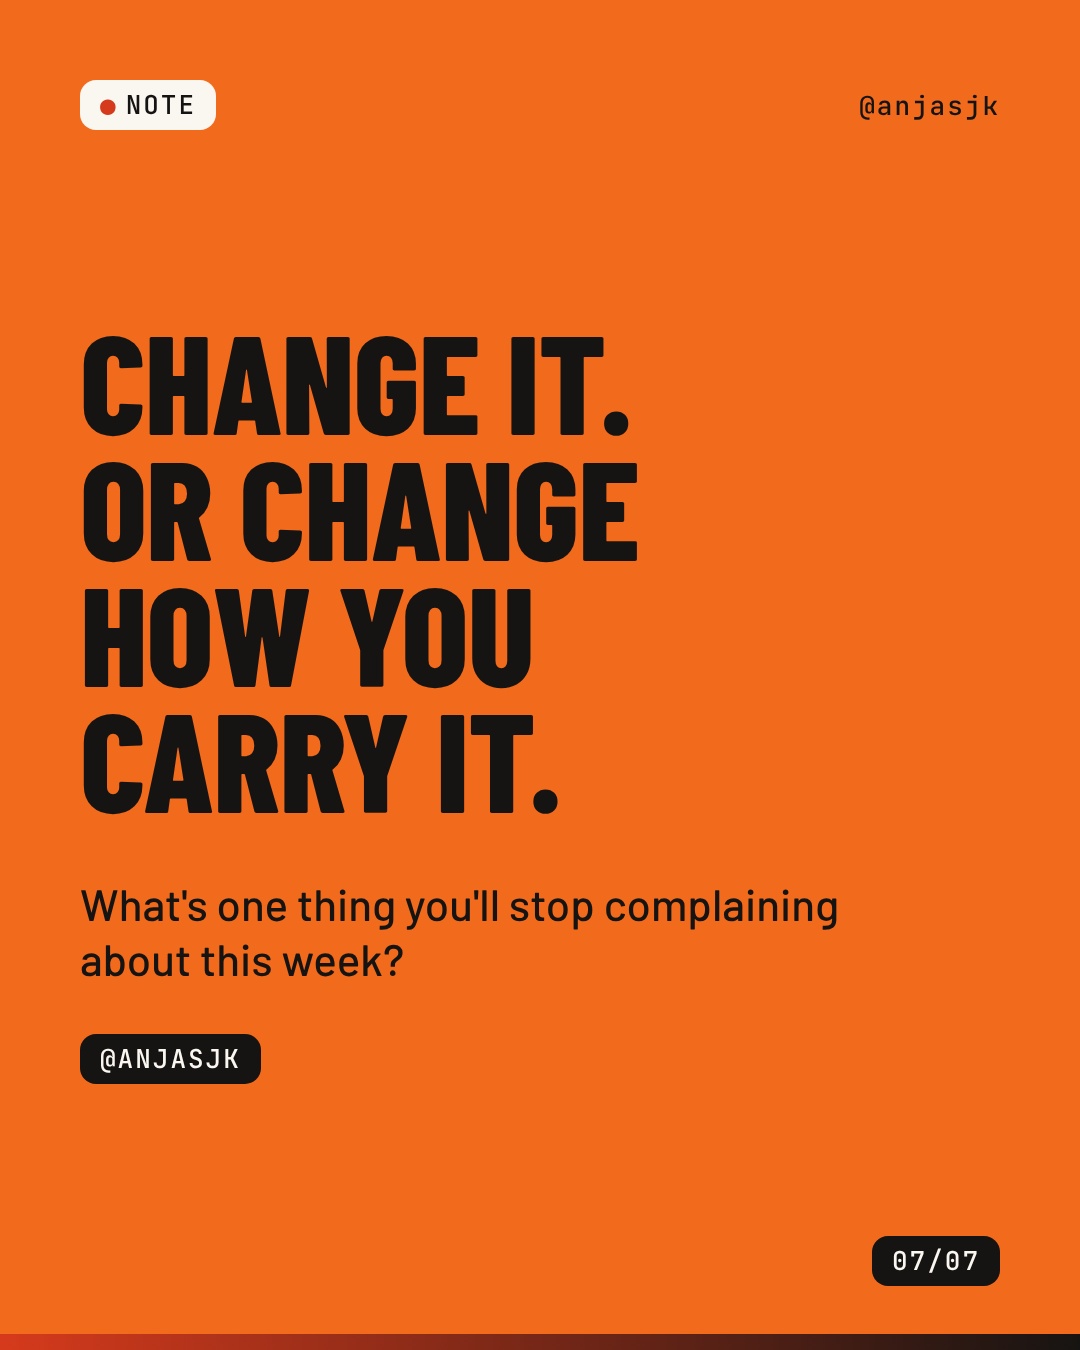 NOTE
@anjasjk
CHANGE IT.
OR CHANGE
HOW YOU
CARRY IT.
What's one thing you'll stop complaining
about this week?
@ANJASJK
07/07